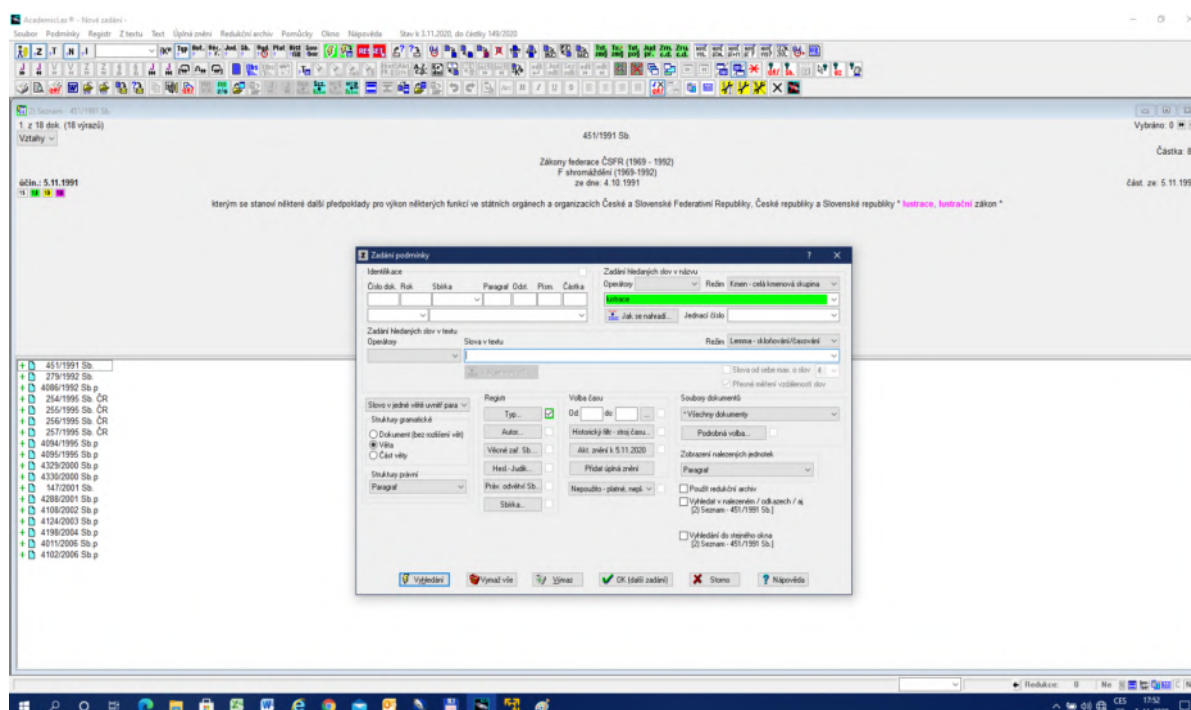 AcademicLex ® - Nové zadání -
Soubor Podmínky Registr Z textu Text Úplná znění Redukční archiv Pomůcky Okno Nápověda Stav k 3.11.2020, do částky 149/2020
2) Seznam - 451/1991 Sb.
1. z 18 dok. (18 výrazů)
Vybráno: 0
Vztahy
451/1991 Sb.
Částka: 8
Zákony federace ČSFR (1969 - 1992)
F shromáždění (1969-1992)
ze dne: 4.10.1991
účin.: 5.11.1991
část. ze: 5.11.199
kterým se stanoví některé další předpoklady pro výkon některých funkcí ve státních orgánech a organizacích České a Slovenské Federativní Republiky, České republiky a Slovenské republiky * lustrace, lustrační zákon *
Zadání podmínky
Identifikace
Číslo dok. Rok Sbírka Paragraf Odst. Písm. Částka
Zadání hledaných slov v názvu
Operátory Režim Kmen - celá kmenová skupina
lustrace
Jak se nahradí... Jednací číslo
Zadání hledaných slov v textu
Operátory Slova v textu Režim Lemma - skloňování/časování
Slova od sebe max. o slov 4
Přesné měření vzdálenosti slov
Slovo v jedné větě uvnitř para
Struktury gramatické
Dokument (bez rozlišení vět)
Věta
Část věty
Struktury právní
Paragraf
Registr
Typ...
Autor...
Věcné zař. Sb...
Hesl.-Judik...
Práv. odvětví Sb...
Sbírka...
Volba času
Od do ...
Historický filtr - stroj času...
Akt. znění k 5.11.2020
Přidat úplná znění
Nepoužito - platné, nepl.
Soubory dokumentů
*Všechny dokumenty
Podrobná volba...
Zobrazení nalezených jednotek
Paragraf
Použít redukční archiv
Vyhledat v nalezeném / odkazech / aj.
[2) Seznam - 451/1991 Sb.]
Vyhledání do stejného okna
[2) Seznam - 451/1991 Sb.]
Vyhledání Vymaž vše Výmaz OK (další zadání) Storno Nápověda
451/1991 Sb.
279/1992 Sb.
4086/1992 Sb.p
254/1995 Sb. ČR
255/1995 Sb. ČR
256/1995 Sb. ČR
257/1995 Sb. ČR
4094/1995 Sb.p
4095/1995 Sb.p
4329/2000 Sb.p
4330/2000 Sb.p
147/2001 Sb.
4288/2001 Sb.p
4108/2002 Sb.p
4124/2003 Sb.p
4198/2004 Sb.p
4011/2006 Sb.p
4102/2006 Sb.p
Redukce: 0 Ne
CES 17:52